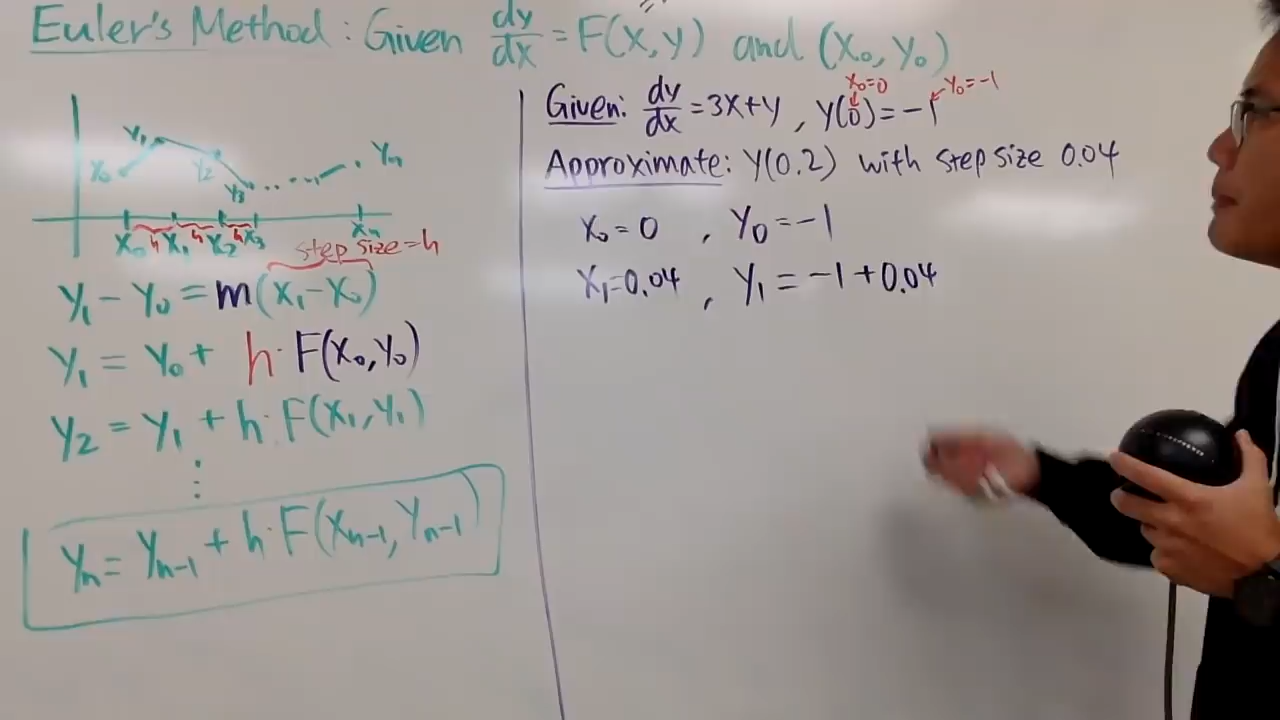 Euler's Method: Given dy/dx = F(x,y) and (x₀, y₀)
y₁
x₀
y₂
y₃
yₙ
x₀ h x₁ h x₂ h x₃ xₙ
step size=h
y₁ - y₀ = m(x₁-x₀)
y₁ = y₀ + h· F(x₀,y₀)
y₂ = y₁ + h· F(x₁,y₁)
⋮
yₙ = yₙ₋₁ + h· F(xₙ₋₁, yₙ₋₁)
x₀=0 y₀=-1
Given: dy/dx = 3x+y , y(0) = -1
Approximate: y(0.2) with step size 0.04
x₀ = 0 , y₀ = -1
x₁=0.04 , y₁ = -1 + 0.04